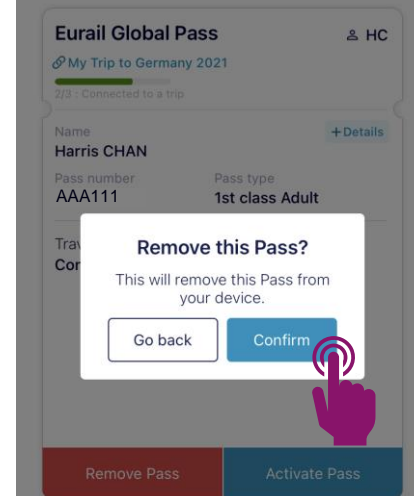 Eurail Global Pass
HC
My Trip to Germany 2021
2/3 : Connected to a trip
Name
+Details
Harris CHAN
Pass number
Pass type
AAA111
1st class Adult
Trav
Cor
Remove this Pass?
This will remove this Pass from
your device.
Go back
Confirm
Remove Pass
Activate Pass